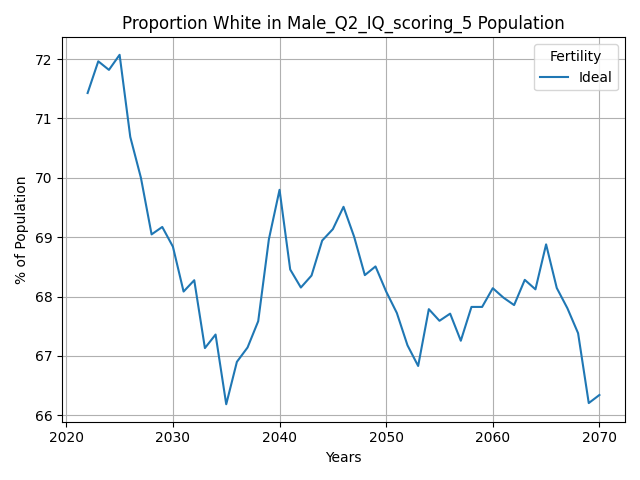 Proportion White in Male_Q2_IQ_scoring_5 Population
Fertility
Ideal
72
71
70
69
68
67
66
% of Population
2020
2030
2040
2050
2060
2070
Years